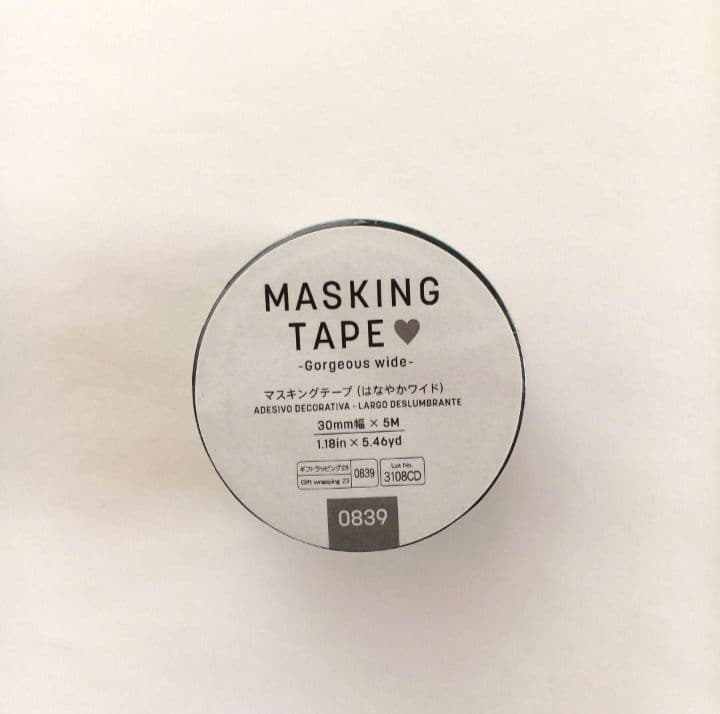 MASKING
TAPE♥
-Gorgeous wide-
マスキングテープ (はなやかワイド)
ADESIVO DECORATIVA - LARGO DESLUMBRANTE
30mm幅 × 5M
1.18in × 5.46yd
ギフトラッピング23
Gift wrapping 23
0839
Lot No.
3108CD
0839